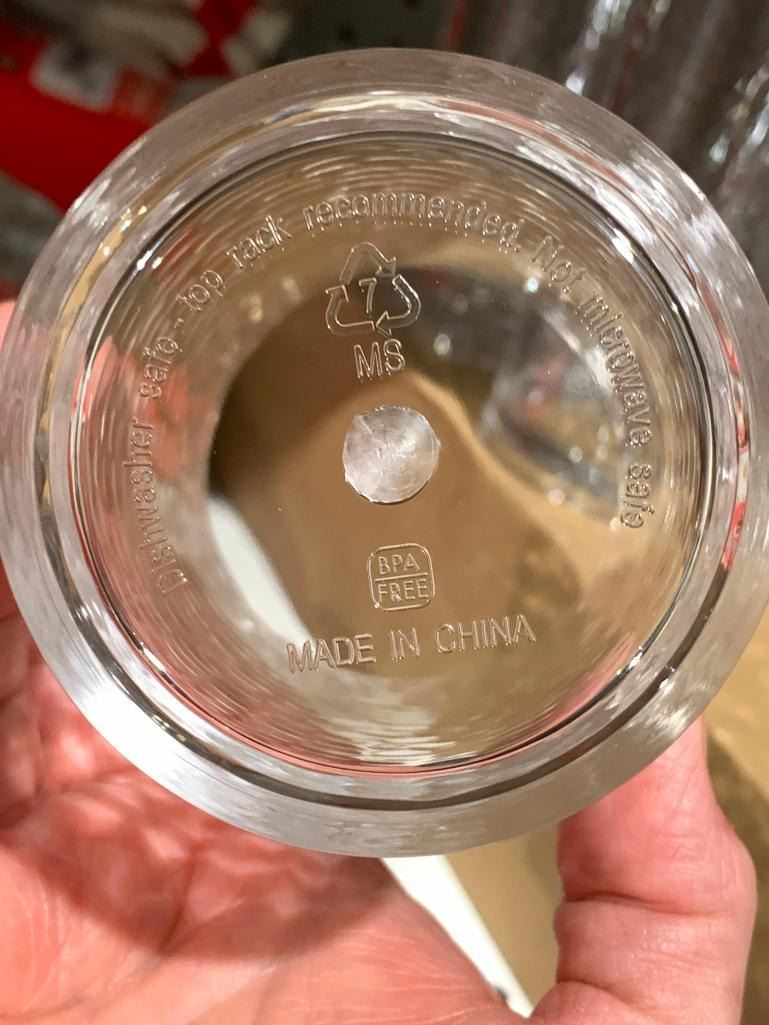 Dishwasher safe - top rack recommended. Not microwave safe
7
MS
BPA
FREE
MADE IN CHINA